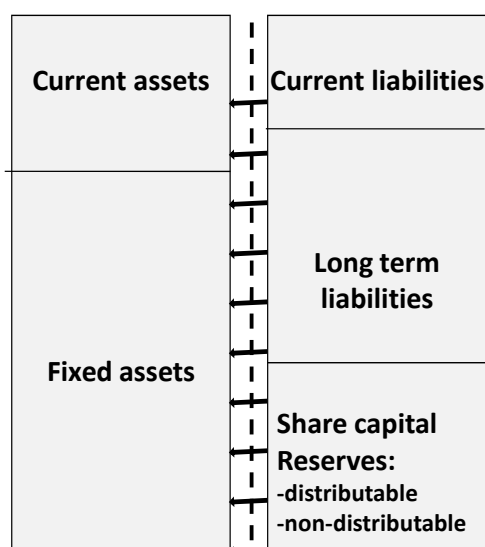 Current assets
Fixed assets
Current liabilities
Long term
liabilities
Share capital
Reserves:
-distributable
-non-distributable